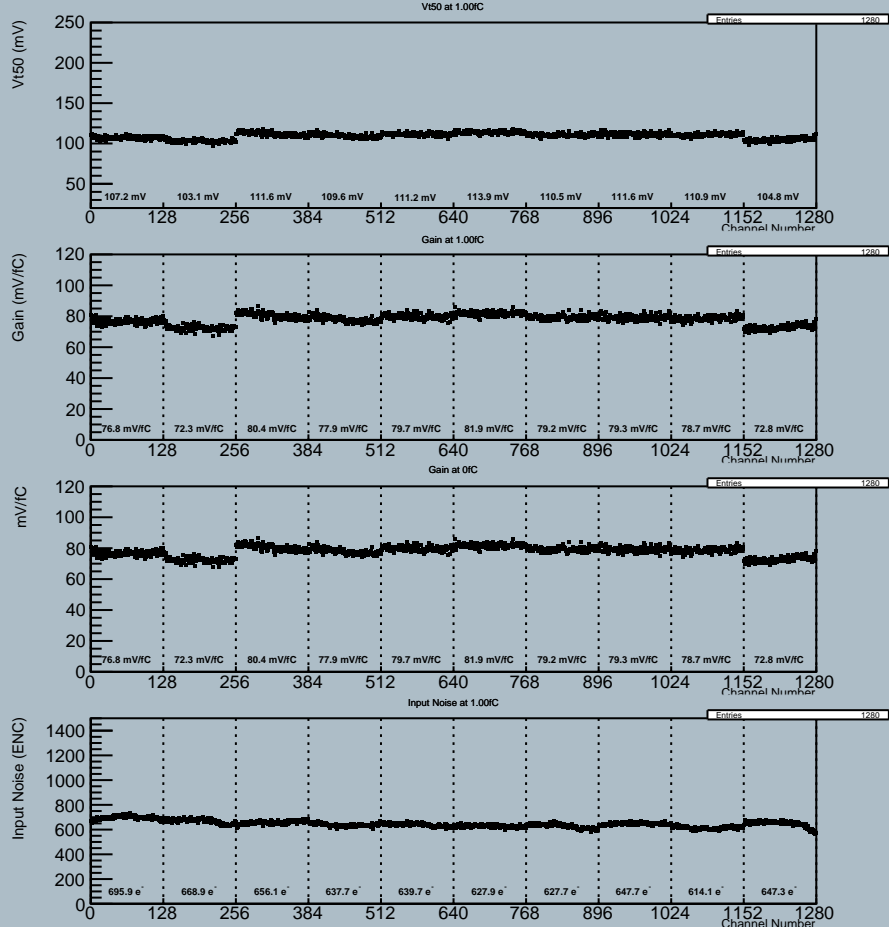 Vt50 at 1.00fC
Entries 1280
Vt50 (mV)
250
200
150
100
50
107.2 mV 103.1 mV 111.6 mV 109.6 mV 111.2 mV 113.9 mV 110.5 mV 111.6 mV 110.9 mV 104.8 mV
0 128 256 384 512 640 768 896 1024 1152 1280
Channel Number
Gain at 1.00fC
Entries 1280
Gain (mV/fC)
120
100
80
60
40
20
0
76.8 mV/fC 72.3 mV/fC 80.4 mV/fC 77.9 mV/fC 79.7 mV/fC 81.9 mV/fC 79.2 mV/fC 79.3 mV/fC 78.7 mV/fC 72.8 mV/fC
0 128 256 384 512 640 768 896 1024 1152 1280
Channel Number
Gain at 0fC
Entries 1280
mV/fC
120
100
80
60
40
20
0
76.8 mV/fC 72.3 mV/fC 80.4 mV/fC 77.9 mV/fC 79.7 mV/fC 81.9 mV/fC 79.2 mV/fC 79.3 mV/fC 78.7 mV/fC 72.8 mV/fC
0 128 256 384 512 640 768 896 1024 1152 1280
Channel Number
Input Noise at 1.00fC
Entries 1280
Input Noise (ENC)
1400
1200
1000
800
600
400
200
0
695.9 e⁻ 668.9 e⁻ 656.1 e⁻ 637.7 e⁻ 639.7 e⁻ 627.9 e⁻ 627.7 e⁻ 647.7 e⁻ 614.1 e⁻ 647.3 e⁻
0 128 256 384 512 640 768 896 1024 1152 1280
Channel Number